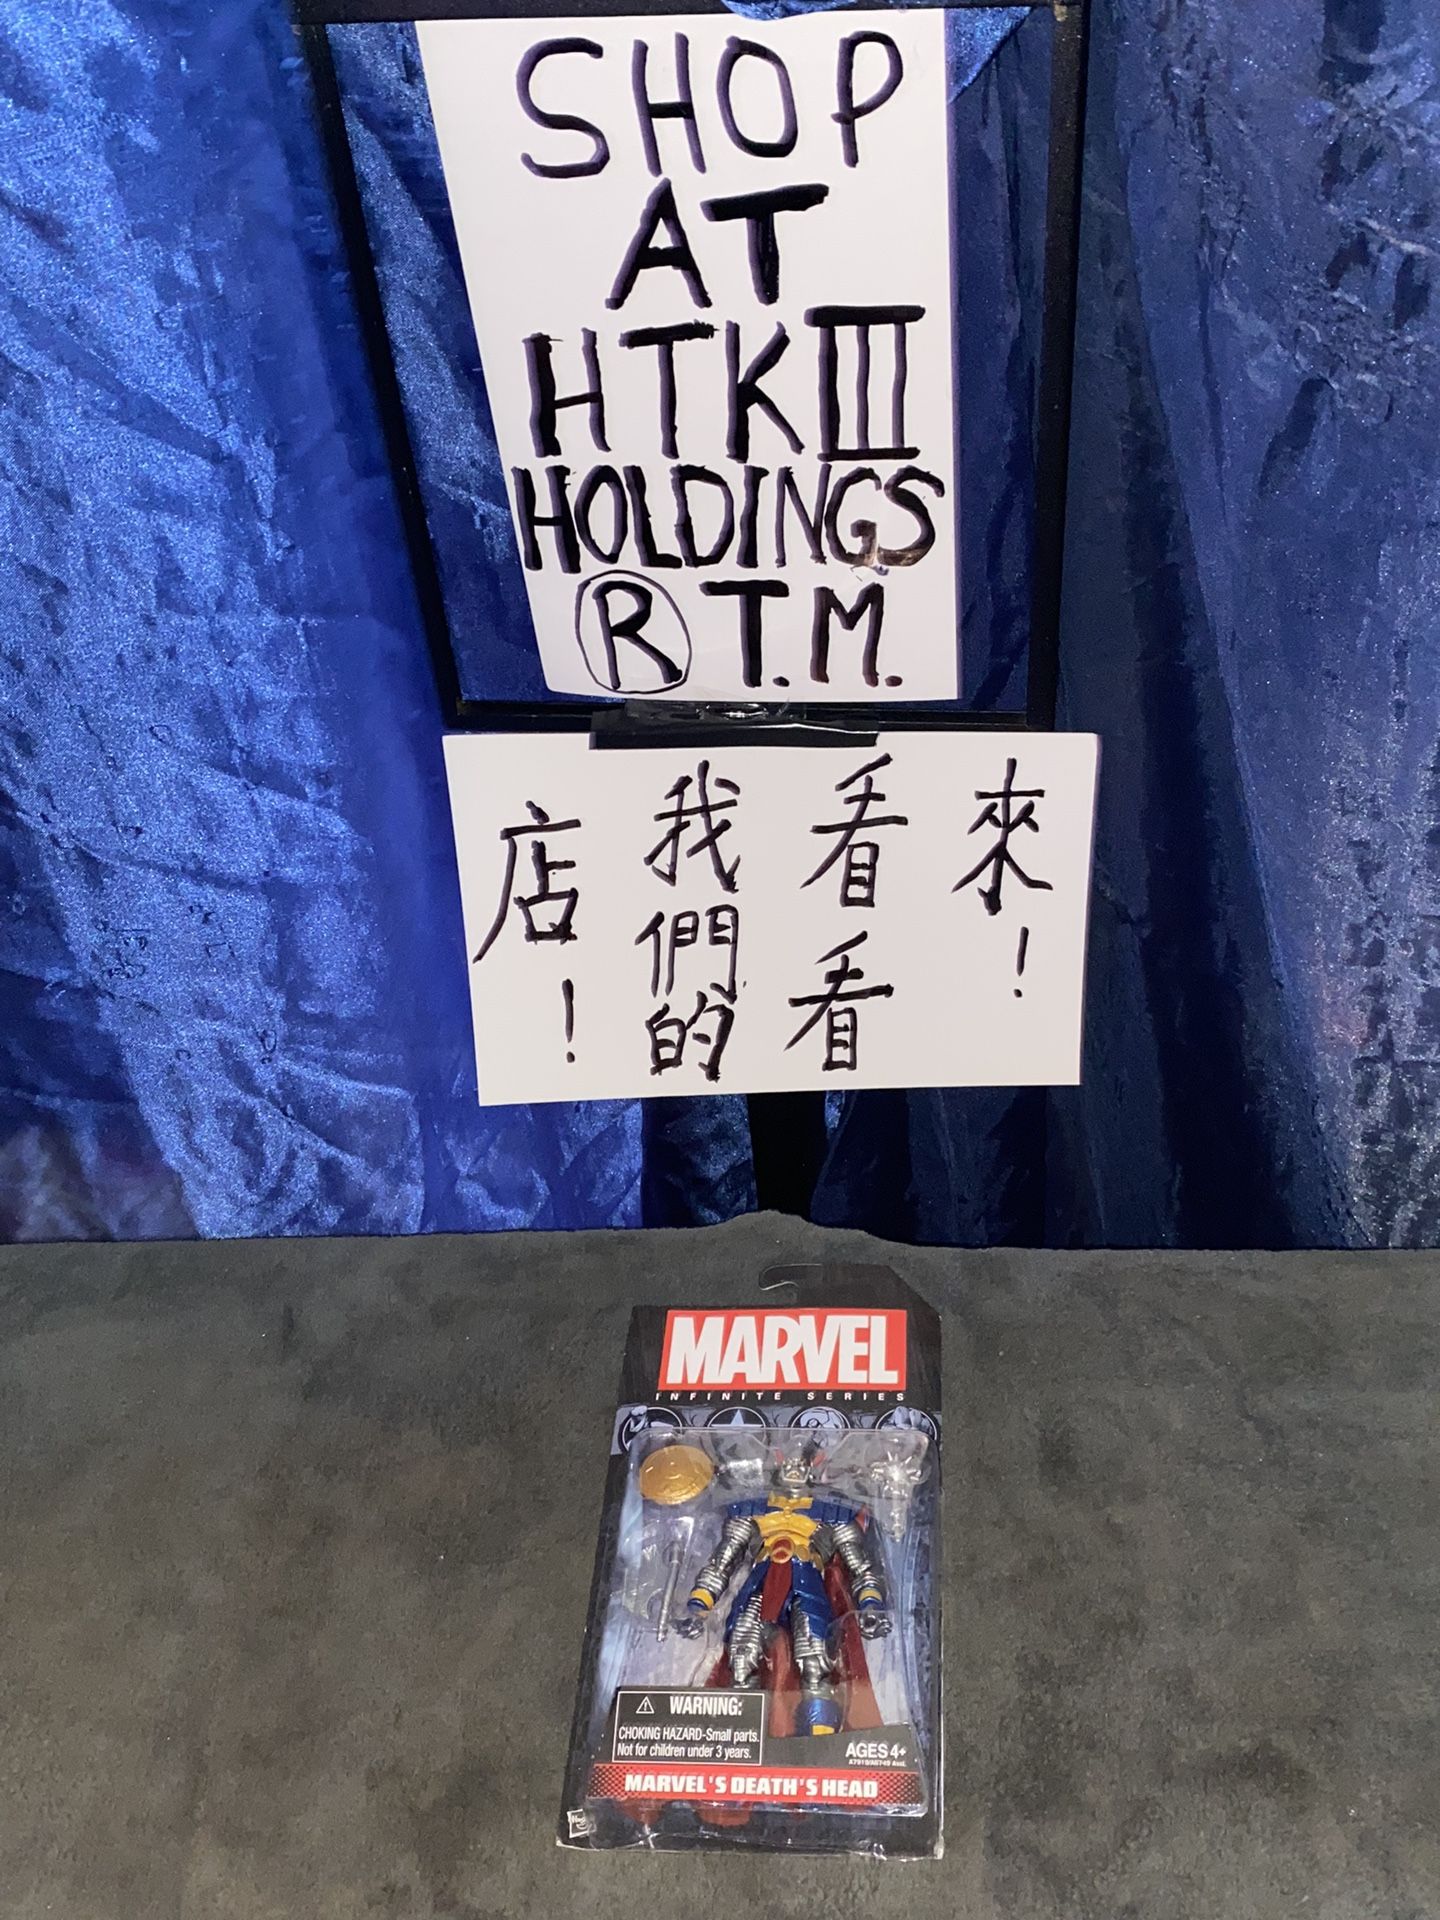 SHOP
AT
HTK III
HOLDINGS
® T.M.
來!
看看
我們的
店!
MARVEL
INFINITE SERIES
WARNING:
CHOKING HAZARD-Small parts.
Not for children under 3 years.
AGES 4+
MARVEL'S DEATH'S HEAD